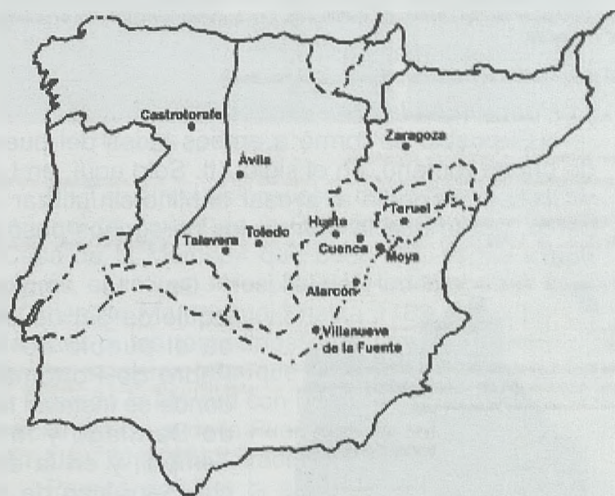 Castrotorafe
Zaragoza
Ávila
Teruel
Huete
Talavera
Toledo
Cuenca
Moya
Alarcón
Villanueva
de la Fuente